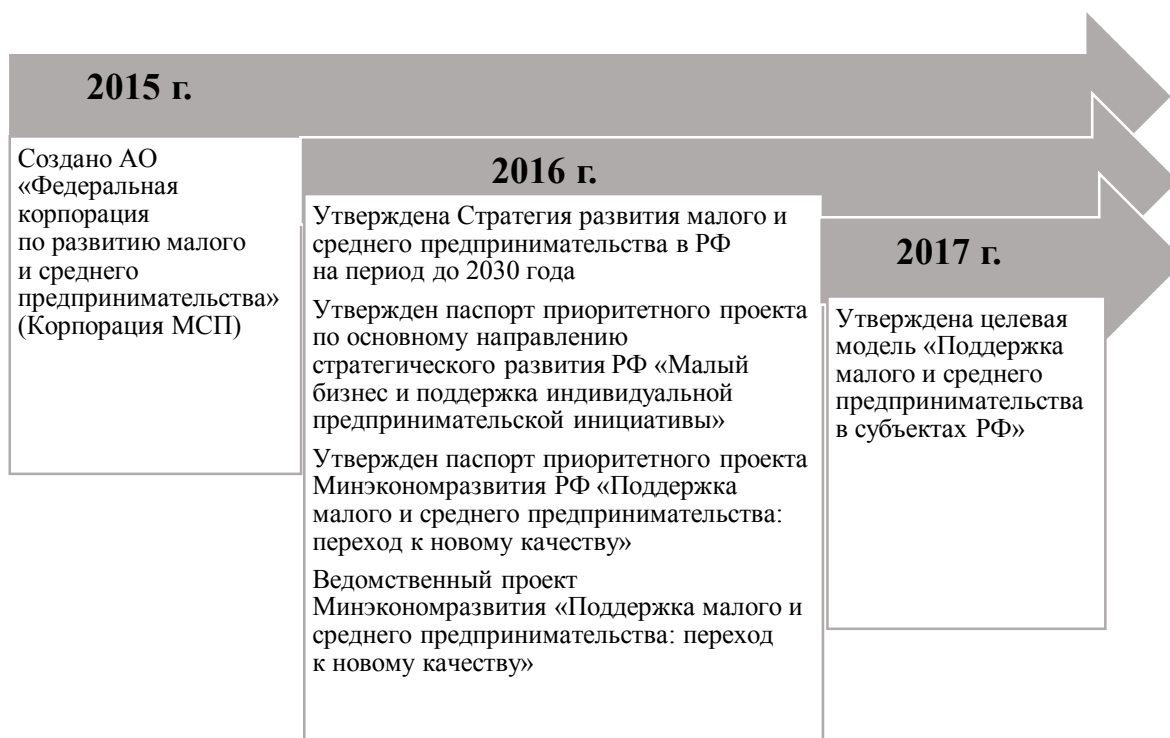 2015 г.
Создано АО
«Федеральная
корпорация
по развитию малого
и среднего
предпринимательства»
(Корпорация МСП)
2016 г.
Утверждена Стратегия развития малого и
среднего предпринимательства в РФ
на период до 2030 года
Утвержден паспорт приоритетного проекта
по основному направлению
стратегического развития РФ «Малый
бизнес и поддержка индивидуальной
предпринимательской инициативы»
Утвержден паспорт приоритетного проекта
Минэкономразвития РФ «Поддержка
малого и среднего предпринимательства:
переход к новому качеству»
Ведомственный проект
Минэкономразвития «Поддержка малого и
среднего предпринимательства: переход
к новому качеству»
2017 г.
Утверждена целевая
модель «Поддержка
малого и среднего
предпринимательства
в субъектах РФ»